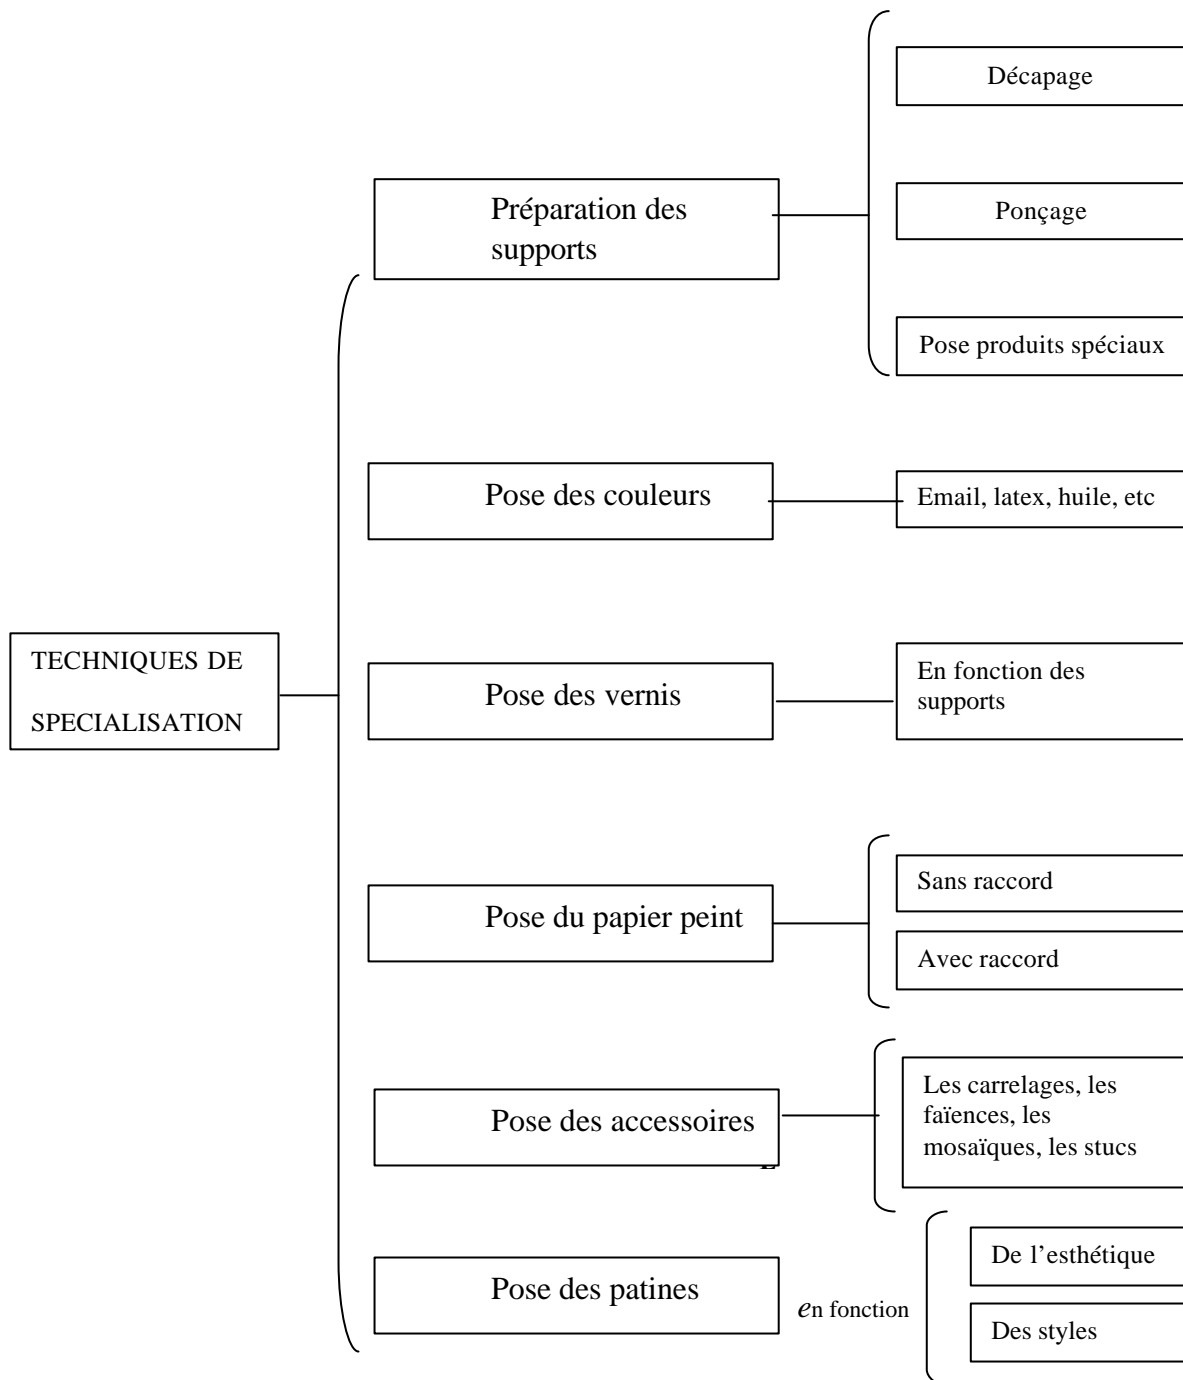 Décapage
Préparation des
supports
Ponçage
Pose produits spéciaux
Pose des couleurs
Email, latex, huile, etc
TECHNIQUES DE
SPECIALISATION
Pose des vernis
En fonction des
supports
Pose du papier peint
Sans raccord
Avec raccord
Pose des accessoires
Les carrelages, les
faïences, les
mosaïques, les stucs
Pose des patines
en fonction
De l’esthétique
Des styles